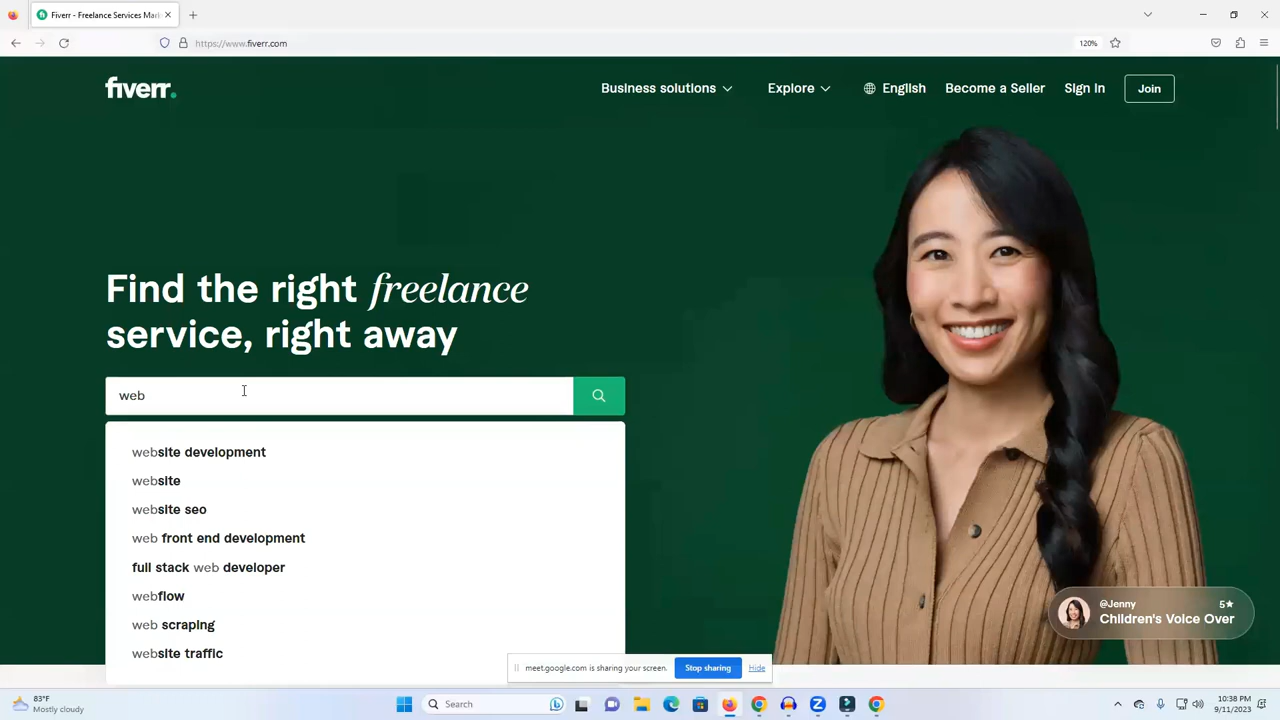 Fiverr - Freelance Services Mar
https://www.fiverr.com
120%
fiverr.
Business solutions
Explore
English
Become a Seller
Sign In
Join
Find the right freelance
service, right away
web
website development
website
website seo
web front end development
full stack web developer
webflow
web scraping
website traffic
@Jenny
5★
Children's Voice Over
meet.google.com is sharing your screen.
Stop sharing
Hide
83°F
Mostly cloudy
Search
10:38 PM
9/11/2023